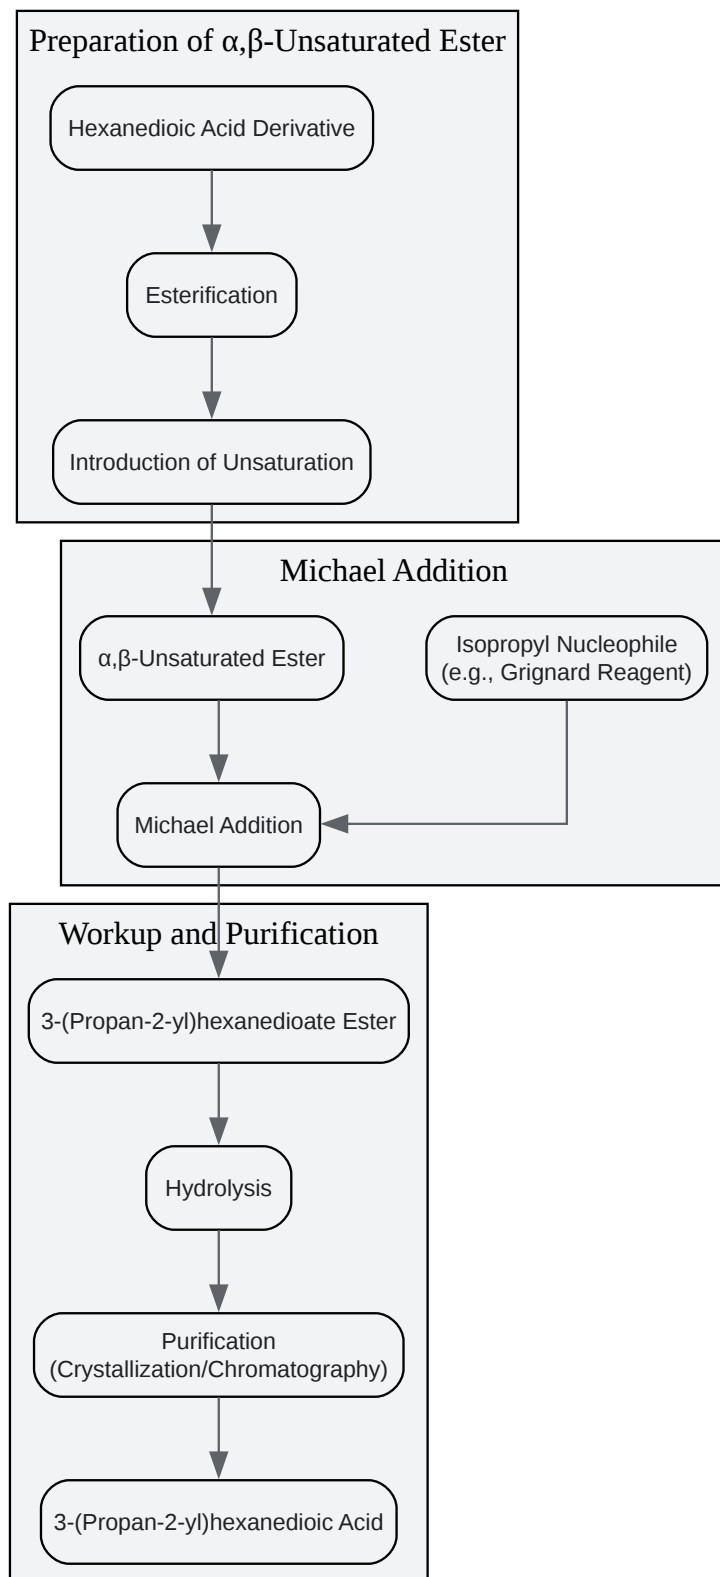 Preparation of α,β-Unsaturated Ester
Hexanedioic Acid Derivative
Esterification
Introduction of Unsaturation
Michael Addition
α,β-Unsaturated Ester
Isopropyl Nucleophile
(e.g., Grignard Reagent)
Michael Addition
Workup and Purification
3-(Propan-2-yl)hexanedioate Ester
Hydrolysis
Purification
(Crystallization/Chromatography)
3-(Propan-2-yl)hexanedioic Acid